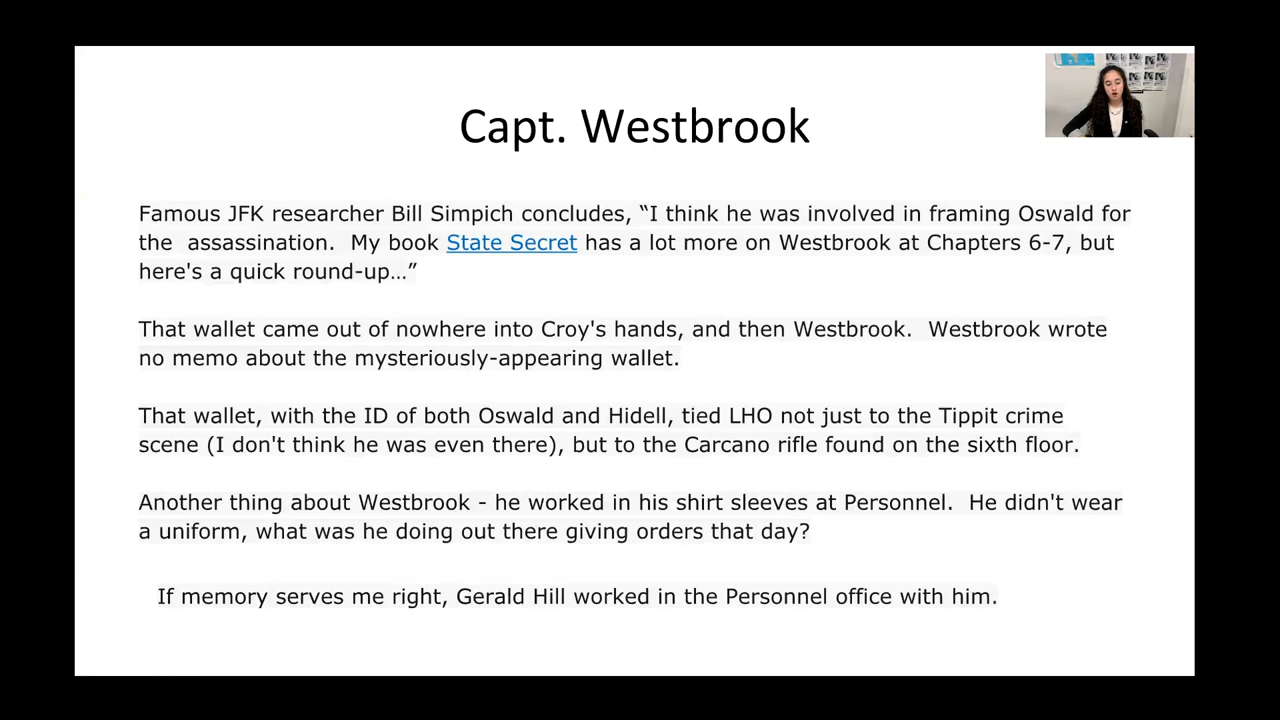 Capt. Westbrook
Famous JFK researcher Bill Simpich concludes, “I think he was involved in framing Oswald for
the  assassination.  My book State Secret has a lot more on Westbrook at Chapters 6-7, but
here's a quick round-up…”
That wallet came out of nowhere into Croy's hands, and then Westbrook.  Westbrook wrote
no memo about the mysteriously-appearing wallet.
That wallet, with the ID of both Oswald and Hidell, tied LHO not just to the Tippit crime
scene (I don't think he was even there), but to the Carcano rifle found on the sixth floor.
Another thing about Westbrook - he worked in his shirt sleeves at Personnel.  He didn't wear
a uniform, what was he doing out there giving orders that day?
If memory serves me right, Gerald Hill worked in the Personnel office with him.